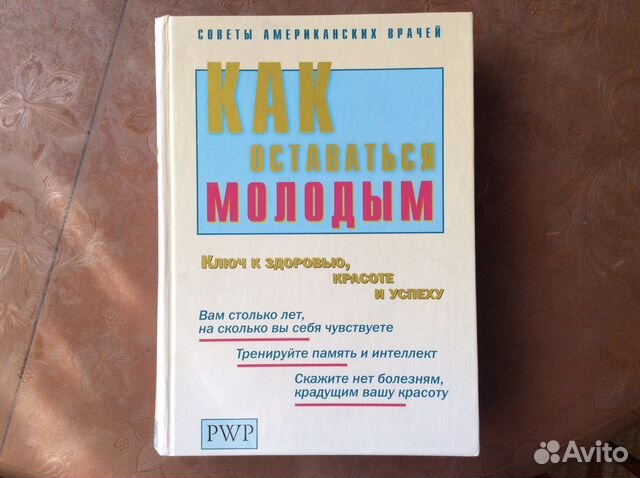 СОВЕТЫ АМЕРИКАНСКИХ ВРАЧЕЙ
КАК
ОСТАВАТЬСЯ
МОЛОДЫМ
КЛЮЧ К ЗДОРОВЬЮ,
КРАСОТЕ
И УСПЕХУ
Вам столько лет,
на сколько вы себя чувствуете
Тренируйте память и интеллект
Скажите нет болезням,
крадущим вашу красоту
PWP
Avito